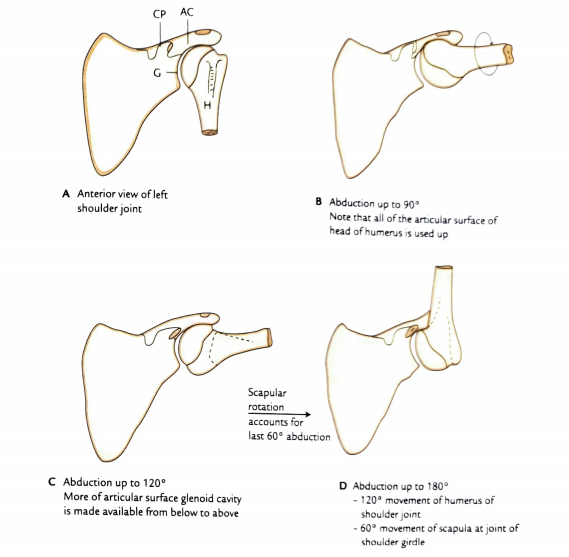 CP AC
G
H
A Anterior view of left
shoulder joint
B Abduction up to 90°
Note that all of the articular surface of
head of humerus is used up
Scapular
rotation
accounts for
last 60° abduction
C Abduction up to 120°
More of articular surface glenoid cavity
is made available from below to above
D Abduction up to 180°
- 120° movement of humerus of
shoulder joint
- 60° movement of scapula at joint of
shoulder girdle